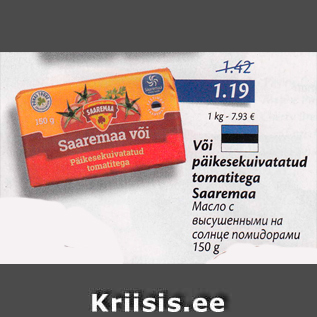 1.42
1.19
1 kg - 7.93 €
SAAREMAA
150 g
Saaremaa või
Päikesekuivatatud
tomatitega
Või
päikesekuivatatud
tomatitega
Saaremaa
Масло с
высушенными на
солнце помидорами
150 g
Kriisis.ee